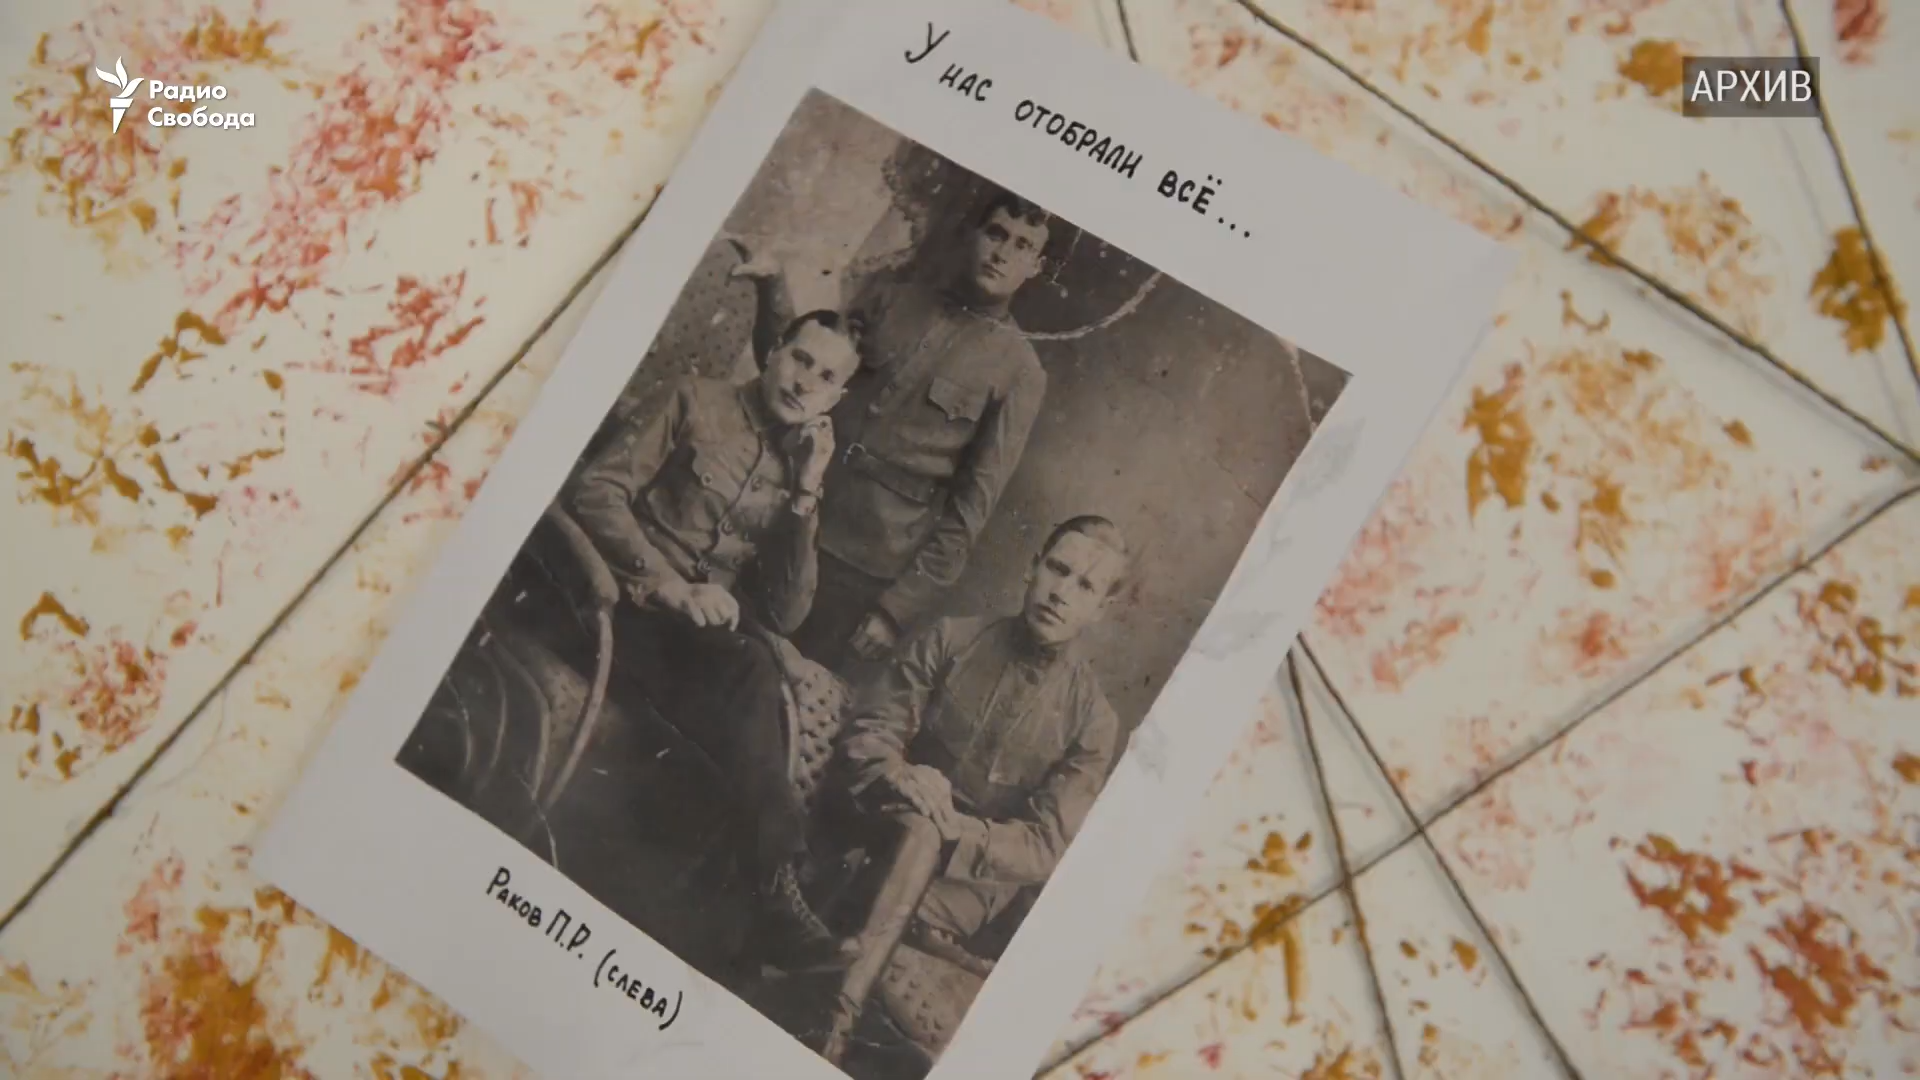 Радио
Свобода
АРХИВ
У нас отобрали всё...
Раков П.Р. (слева)